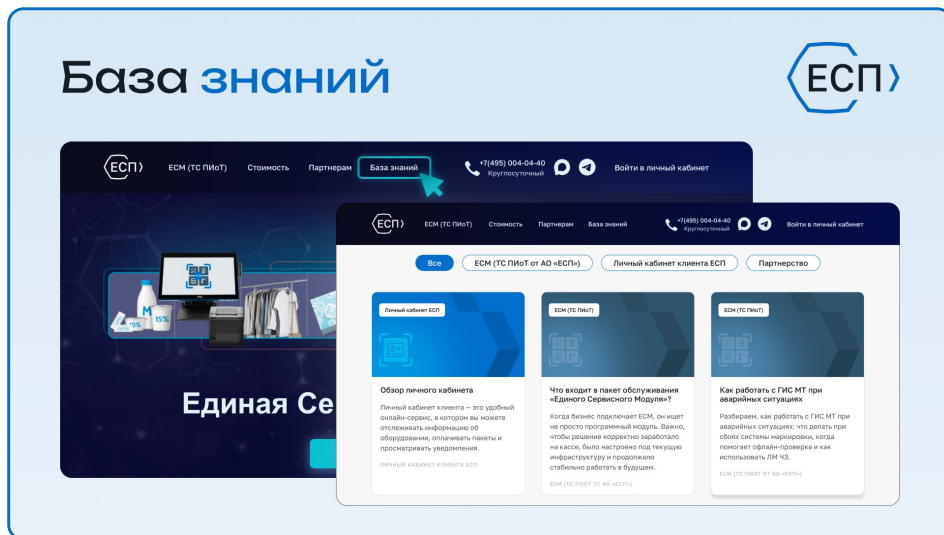 База знаний
ЕСП
ЕСП
ЕСМ (ТС ПИоТ)
Стоимость
Партнерам
База знаний
+7(495) 004-04-40
Круглосуточный
Войти в личный кабинет
М
15%
Единая Се
ЕСП
ЕСМ (ТС ПИоТ)
Стоимость
Партнерам
База знаний
+7(495) 004-04-40
Круглосуточный
Войти в личный кабинет
Все
ЕСМ (ТС ПИоТ от АО «ЕСП»)
Личный кабинет клиента ЕСП
Партнерство
Личный кабинет ЕСП
Обзор личного кабинета
Личный кабинет клиента — это удобный
онлайн-сервис, в котором вы можете
отслеживать информацию об
оборудовании, оплачивать пакеты и
просматривать уведомления.
ЛИЧНЫЙ КАБИНЕТ КЛИЕНТА ЕСП
ЕСМ (ТС ПИоТ)
Что входит в пакет обслуживания
«Единого Сервисного Модуля»?
Когда бизнес подключает ЕСМ, он ищет
не просто программный модуль. Важно,
чтобы решение корректно заработало
на кассе, было настроено под текущую
инфраструктуру и продолжало
стабильно работать в будущем.
ЕСМ (ТС ПИОТ ОТ АО «ЕСП»)
ЕСМ (ТС ПИоТ)
Как работать с ГИС МТ при
аварийных ситуациях
Разбираем, как работать с ГИС МТ при
аварийных ситуациях: что делать при
сбоях системы маркировки, когда
помогает офлайн-проверка и как
использовать ЛМ ЧЗ.
ЕСМ (ТС ПИОТ ОТ АО «ЕСП»)